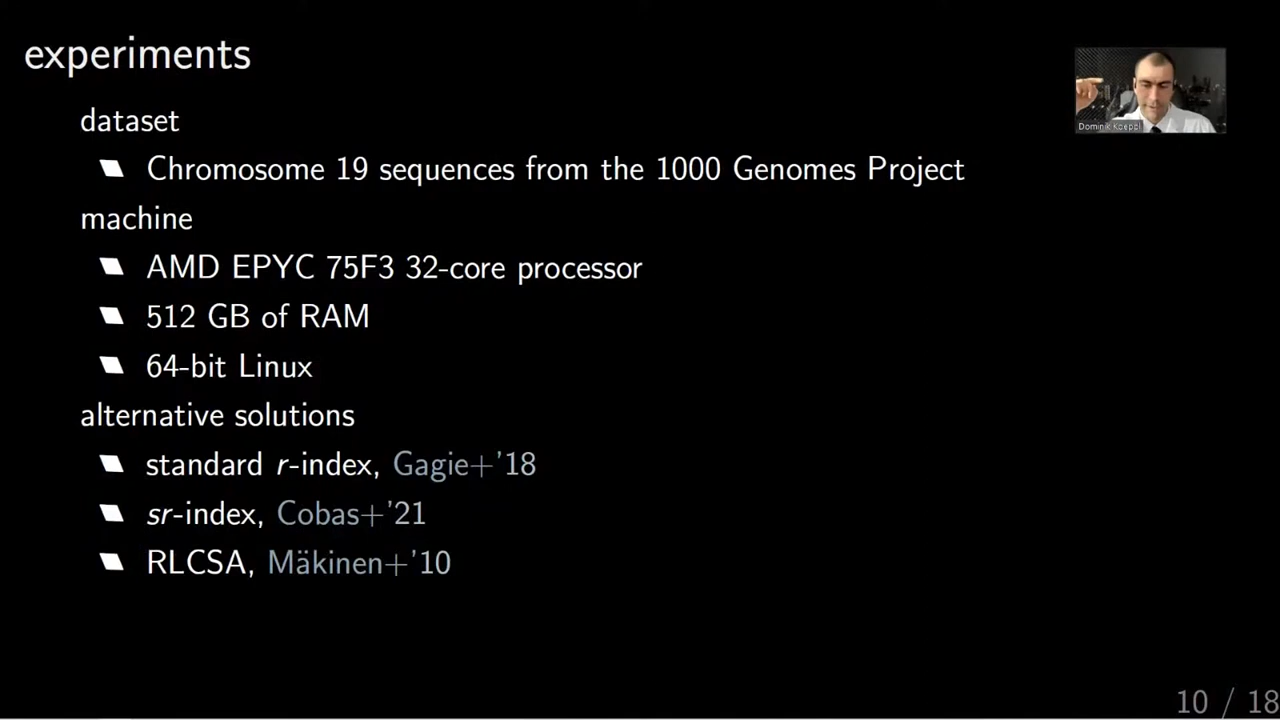 experiments
dataset
Chromosome 19 sequences from the 1000 Genomes Project
machine
AMD EPYC 75F3 32-core processor
512 GB of RAM
64-bit Linux
alternative solutions
standard r-index, Gagie+'18
sr-index, Cobas+'21
RLCSA, Mäkinen+'10
Dominik Koeppl
10 / 18